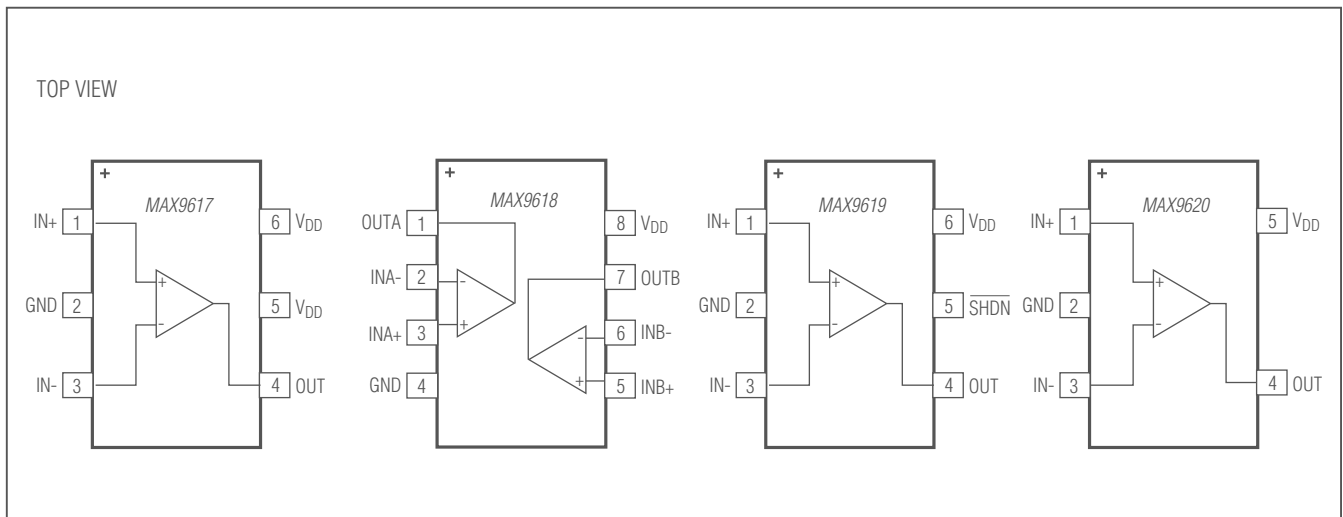 TOP VIEW
+
MAX9617
IN+ 1
6 VDD
+
GND 2
5 VDD
-
IN- 3
4 OUT
+
MAX9618
OUTA 1
8 VDD
INA- 2
-
7 OUTB
INA+ 3
+
6 INB-
-
GND 4
5 INB+
+
+
MAX9619
IN+ 1
6 VDD
+
GND 2
5 S̅H̅D̅N̅
-
IN- 3
4 OUT
+
MAX9620
IN+ 1
5 VDD
+
GND 2
-
IN- 3
4 OUT